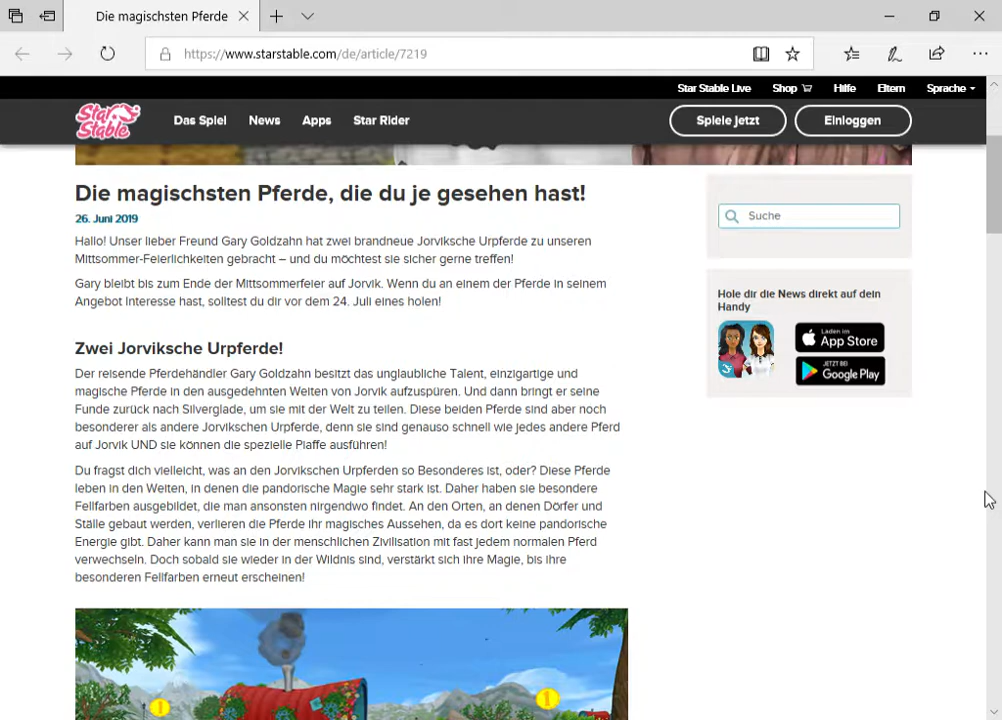 Die magischsten Pferde
https://www.starstable.com/de/article/7219
Star Stable Live Shop Hilfe Eltern Sprache
Star Stable
Das Spiel News Apps Star Rider Spiele jetzt Einloggen
Die magischsten Pferde, die du je gesehen hast!
26. Juni 2019
Hallo! Unser lieber Freund Gary Goldzahn hat zwei brandneue Jorviksche Urpferde zu unseren
Mittsommer-Feierlichkeiten gebracht – und du möchtest sie sicher gerne treffen!
Gary bleibt bis zum Ende der Mittsommerfeier auf Jorvik. Wenn du an einem der Pferde in seinem
Angebot Interesse hast, solltest du dir vor dem 24. Juli eines holen!
Zwei Jorviksche Urpferde!
Der reisende Pferdehändler Gary Goldzahn besitzt das unglaubliche Talent, einzigartige und
magische Pferde in den ausgedehnten Welten von Jorvik aufzuspüren. Und dann bringt er seine
Funde zurück nach Silverglade, um sie mit der Welt zu teilen. Diese beiden Pferde sind aber noch
besonderer als andere Jorvikschen Urpferde, denn sie sind genauso schnell wie jedes andere Pferd
auf Jorvik UND sie können die spezielle Piaffe ausführen!
Du fragst dich vielleicht, was an den Jorvikschen Urpferden so Besonderes ist, oder? Diese Pferde
leben in den Welten, in denen die pandorische Magie sehr stark ist. Daher haben sie besondere
Fellfarben ausgebildet, die man ansonsten nirgendwo findet. An den Orten, an denen Dörfer und
Ställe gebaut werden, verlieren die Pferde ihr magisches Aussehen, da es dort keine pandorische
Energie gibt. Daher kann man sie in der menschlichen Zivilisation mit fast jedem normalen Pferd
verwechseln. Doch sobald sie wieder in der Wildnis sind, verstärkt sich ihre Magie, bis ihre
besonderen Fellfarben erneut erscheinen!
Suche
Hole dir die News direkt auf dein
Handy
Laden im
App Store
JETZT BEI
Google Play